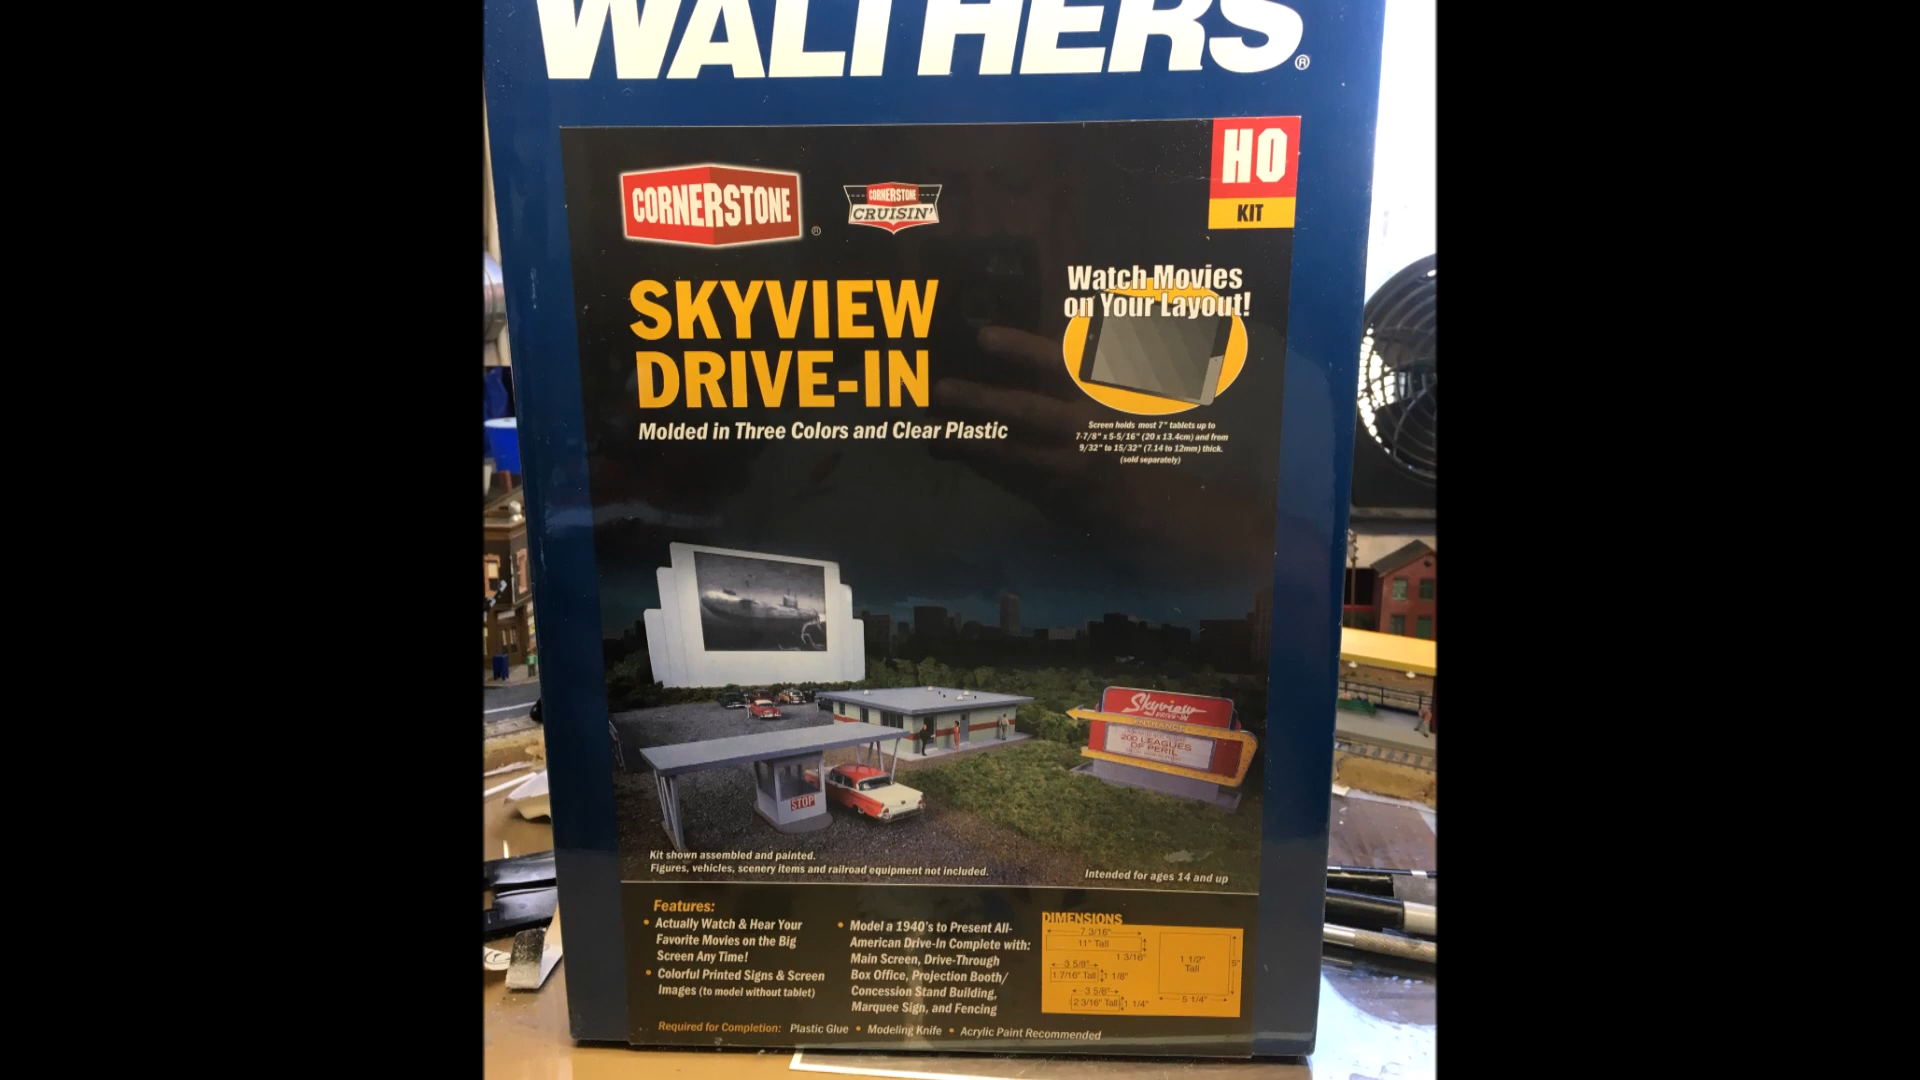 WALTHERS®
HO
KIT
CORNERSTONE®
CORNERSTONE
CRUISIN'
SKYVIEW
DRIVE-IN
Molded in Three Colors and Clear Plastic
Watch Movies
on Your Layout!
Screen holds most 7" tablets up to
7-7/8" x 5-5/16" (20 x 13.4cm) and from
9/32" to 15/32" (7.14 to 12mm) thick.
(sold separately)
Skyview
DRIVE-IN
ENTRANCE
200 LEAGUES
OF PERIL
STOP
Kit shown assembled and painted.
Figures, vehicles, scenery items and railroad equipment not included.
Intended for ages 14 and up
Features:
• Actually Watch & Hear Your
Favorite Movies on the Big
Screen Any Time!
• Colorful Printed Signs & Screen
Images (to model without tablet)
• Model a 1940's to Present All-
American Drive-In Complete with:
Main Screen, Drive-Through
Box Office, Projection Booth/
Concession Stand Building,
Marquee Sign, and Fencing
DIMENSIONS
7 3/16"
11" Tall
1 3/16"
3 5/8"
1 7/16" Tall
1 1/8"
3 5/8"
2 3/16" Tall
1 1/4"
1 1/2"
Tall
5"
5 1/4"
Required for Completion: Plastic Glue • Modeling Knife • Acrylic Paint Recommended